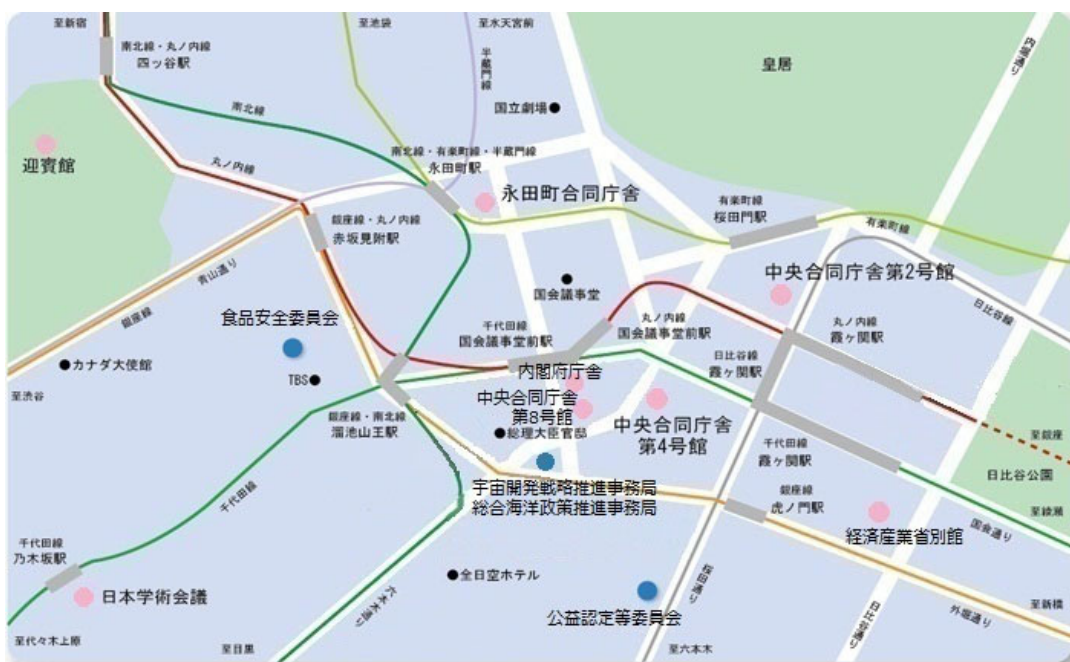 至新宿
至池袋
至水天宮前
南北線・丸ノ内線
四ッ谷駅
半蔵門線
内堀通り
皇居
国立劇場●
南北線
迎賓館
丸ノ内線
南北線・有楽町線・半蔵門線
永田町駅
永田町合同庁舎
有楽町線
桜田門駅
有楽町線
銀座線・丸ノ内線
赤坂見附駅
青山通り
銀座線
中央合同庁舎第2号館
国会議事堂
日比谷線
食品安全委員会
千代田線
国会議事堂前駅
丸ノ内線
国会議事堂前駅
丸ノ内線
霞ヶ関駅
日比谷線
霞ヶ関駅
●カナダ大使館
TBS●
至渋谷
内閣府庁舎
中央合同庁舎
第8号館
中央合同庁舎
第4号館
銀座線・南北線
溜池山王駅
●総理大臣官邸
千代田線
霞ヶ関駅
至銀座
日比谷公園
宇宙開発戦略推進事務局
総合海洋政策推進事務局
千代田線
銀座線
虎ノ門駅
至綾瀬
経済産業省別館
国会通り
千代田線
乃木坂駅
●全日空ホテル
桜田通り
日本学術会議
六本木通り
公益認定等委員会
日比谷通り
外堀通り
至新橋
至代々木上原
至目黒
至六本木